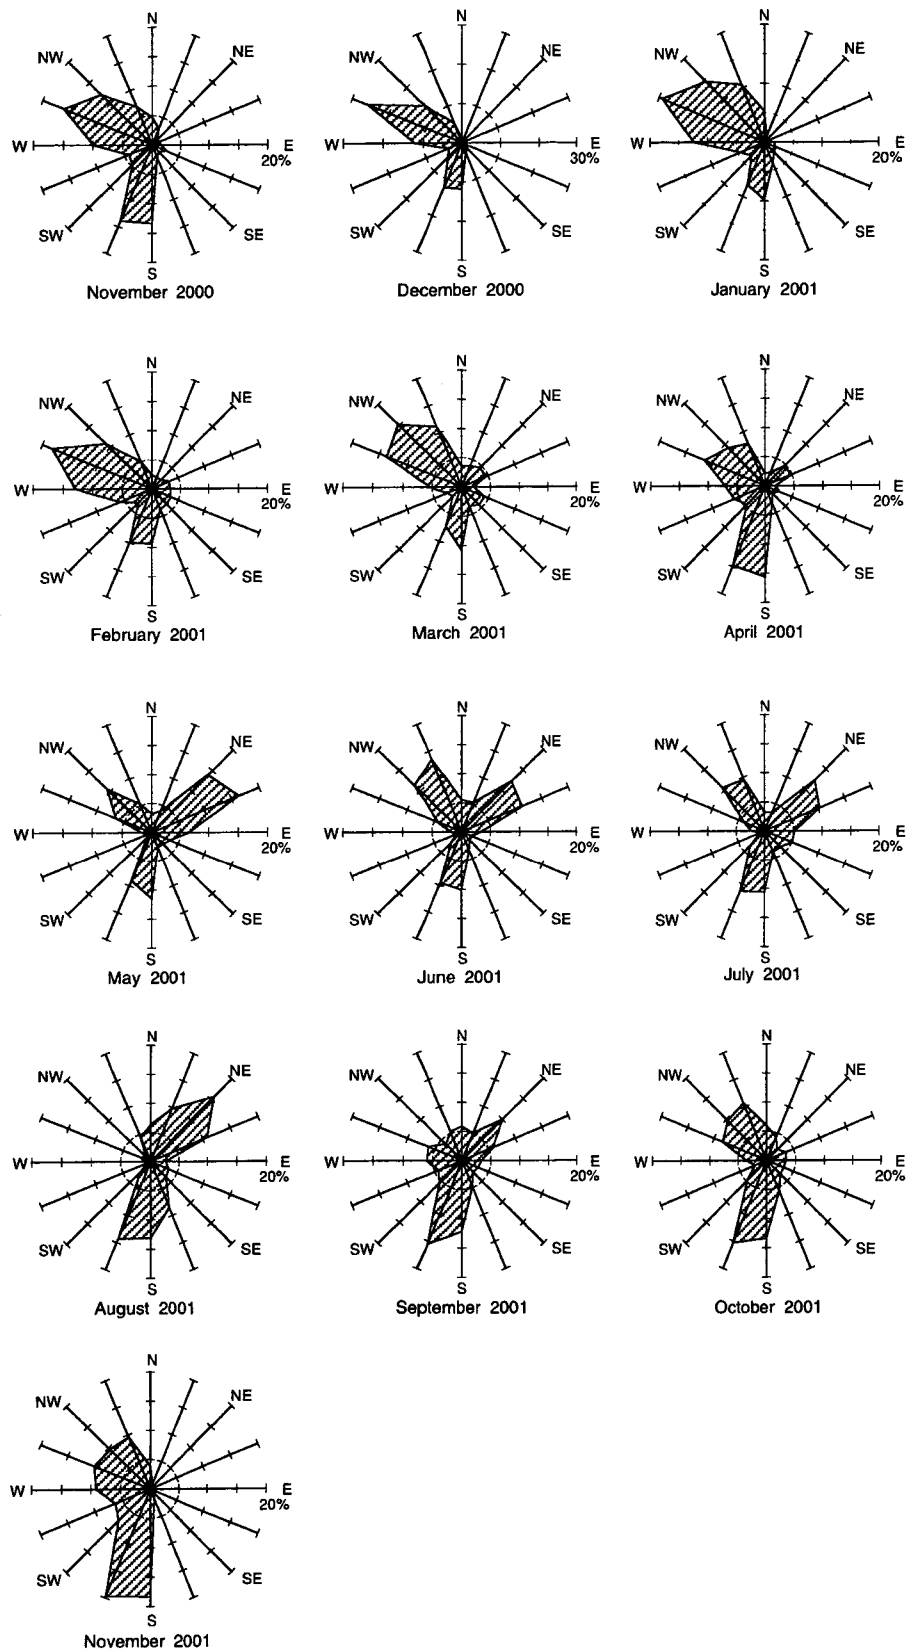 N N N
NW NE NW NE NW NE
W E W E W E
20% 30% 20%
SW SE SW SE SW SE
S S S
November 2000 December 2000 January 2001
N N N
NW NE NW NE NW NE
W E W E W E
20% 20% 20%
SW SE SW SE SW SE
S S S
February 2001 March 2001 April 2001
N N N
NW NE NW NE NW NE
W E W E W E
20% 20% 20%
SW SE SW SE SW SE
S S S
May 2001 June 2001 July 2001
N N N
NW NE NW NE NW NE
W E W E W E
20% 20% 20%
SW SE SW SE SW SE
S S S
August 2001 September 2001 October 2001
N
NW NE
W E
20%
SW SE
S
November 2001